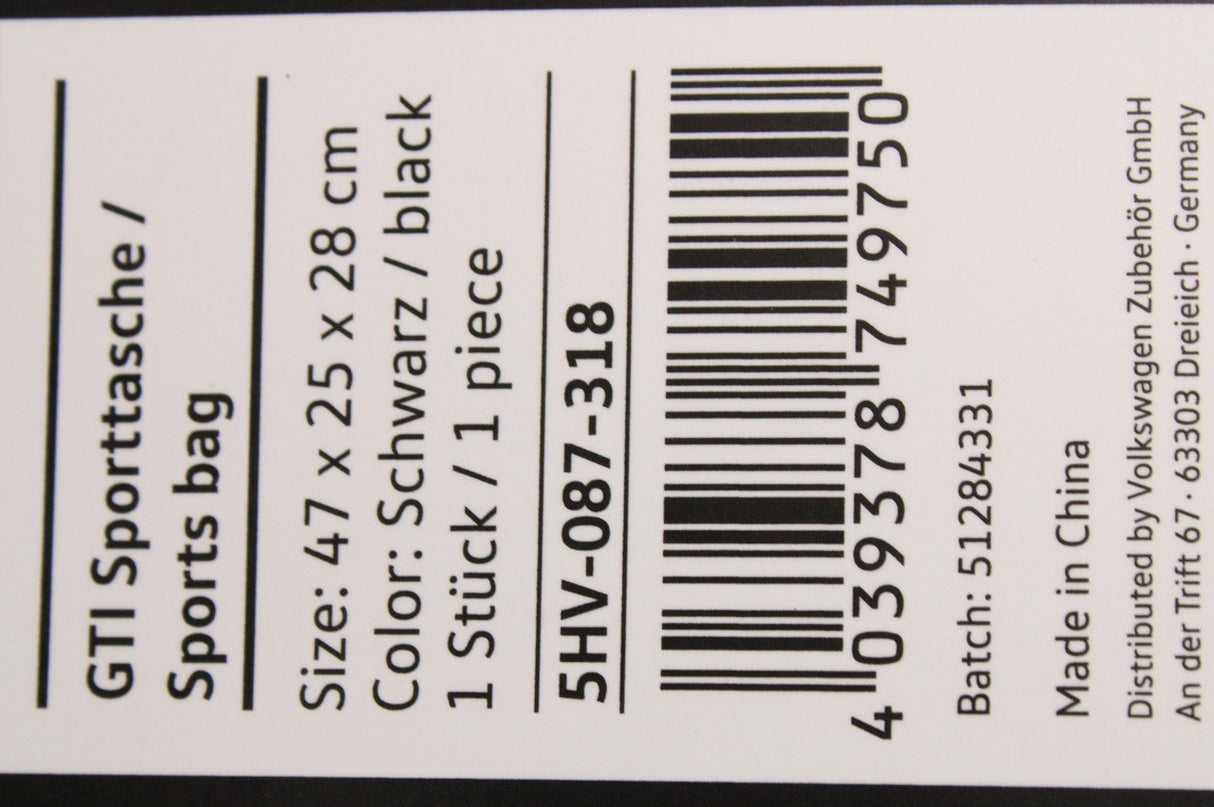 GTI Sporttasche /
Sports bag
Size: 47 x 25 x 28 cm
Color: Schwarz / black
1 Stück / 1 piece
5HV-087-318
4 039378 749750
Batch: 51284331
Made in China
Distributed by Volkswagen Zubehör GmbH
An der Trift 67 · 63303 Dreieich · Germany